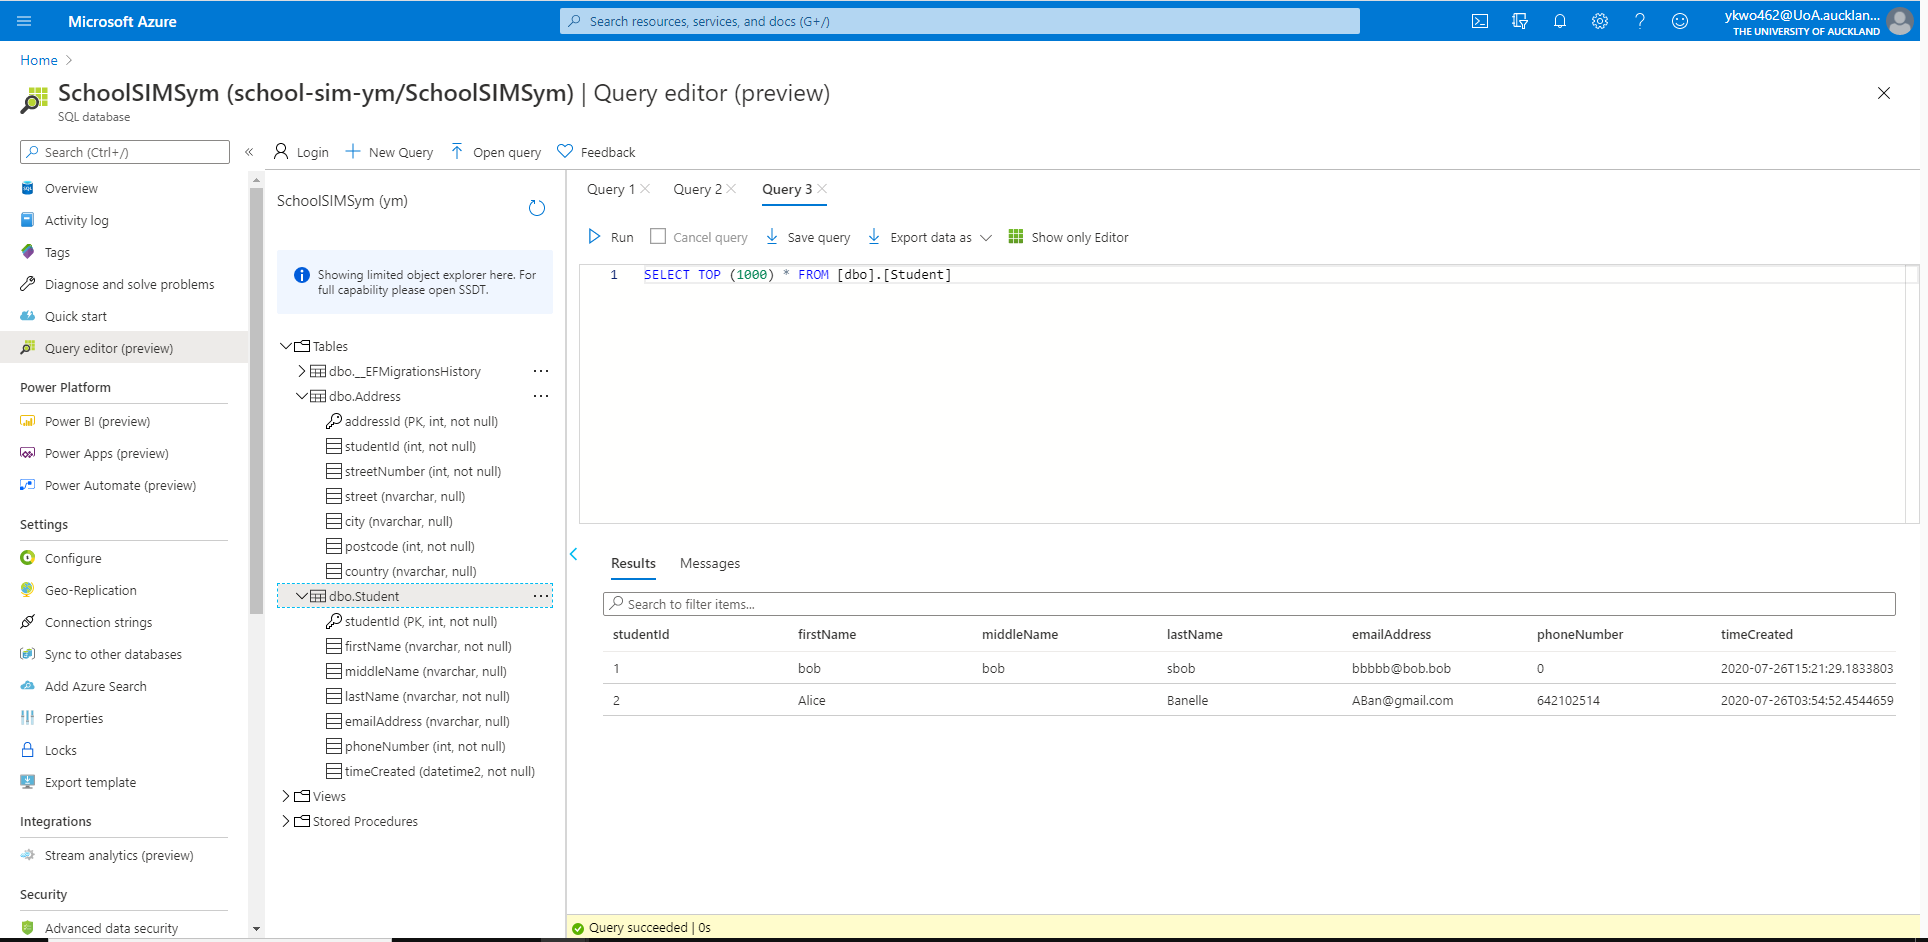 Microsoft Azure
Search resources, services, and docs (G+/)
ykwo462@UoA.aucklan...
THE UNIVERSITY OF AUCKLAND
Home
SchoolSIMSym (school-sim-ym/SchoolSIMSym) | Query editor (preview)
SQL database
Search (Ctrl+/)
«
Login
New Query
Open query
Feedback
Overview
Activity log
Tags
Diagnose and solve problems
Quick start
Query editor (preview)
Power Platform
Power BI (preview)
Power Apps (preview)
Power Automate (preview)
Settings
Configure
Geo-Replication
Connection strings
Sync to other databases
Add Azure Search
Properties
Locks
Export template
Integrations
Stream analytics (preview)
Security
Advanced data security
SchoolSIMSym (ym)
Showing limited object explorer here. For
full capability please open SSDT.
Tables
dbo.__EFMigrationsHistory ...
dbo.Address ...
addressId (PK, int, not null)
studentId (int, not null)
streetNumber (int, not null)
street (nvarchar, null)
city (nvarchar, null)
postcode (int, not null)
country (nvarchar, null)
dbo.Student ...
studentId (PK, int, not null)
firstName (nvarchar, not null)
middleName (nvarchar, null)
lastName (nvarchar, not null)
emailAddress (nvarchar, null)
phoneNumber (int, not null)
timeCreated (datetime2, not null)
Views
Stored Procedures
Query 1 Query 2 Query 3
Run Cancel query Save query Export data as Show only Editor
1 SELECT TOP (1000) * FROM [dbo].[Student]
Results Messages
Search to filter items...
studentId firstName middleName lastName emailAddress phoneNumber timeCreated
1 bob bob sbob bbbbb@bob.bob 0 2020-07-26T15:21:29.1833803
2 Alice Banelle ABan@gmail.com 642102514 2020-07-26T03:54:52.4544659
Query succeeded | 0s